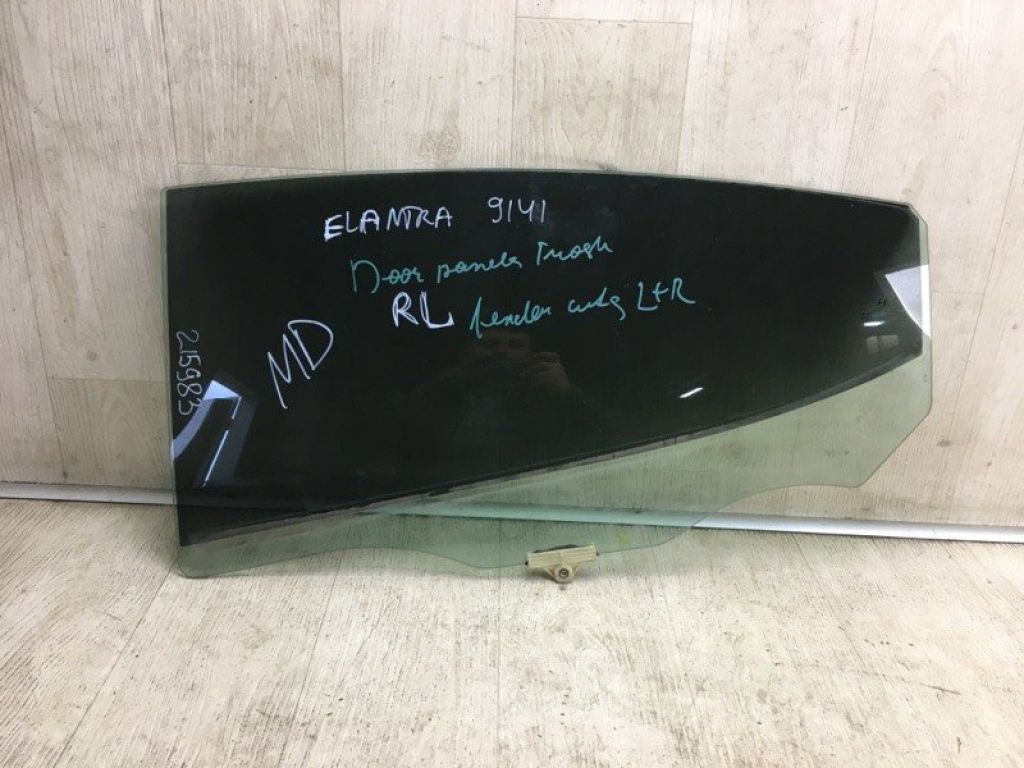 ELANTRA 9141
Door panels Trash
RL fender cutg L+R
MD
215983